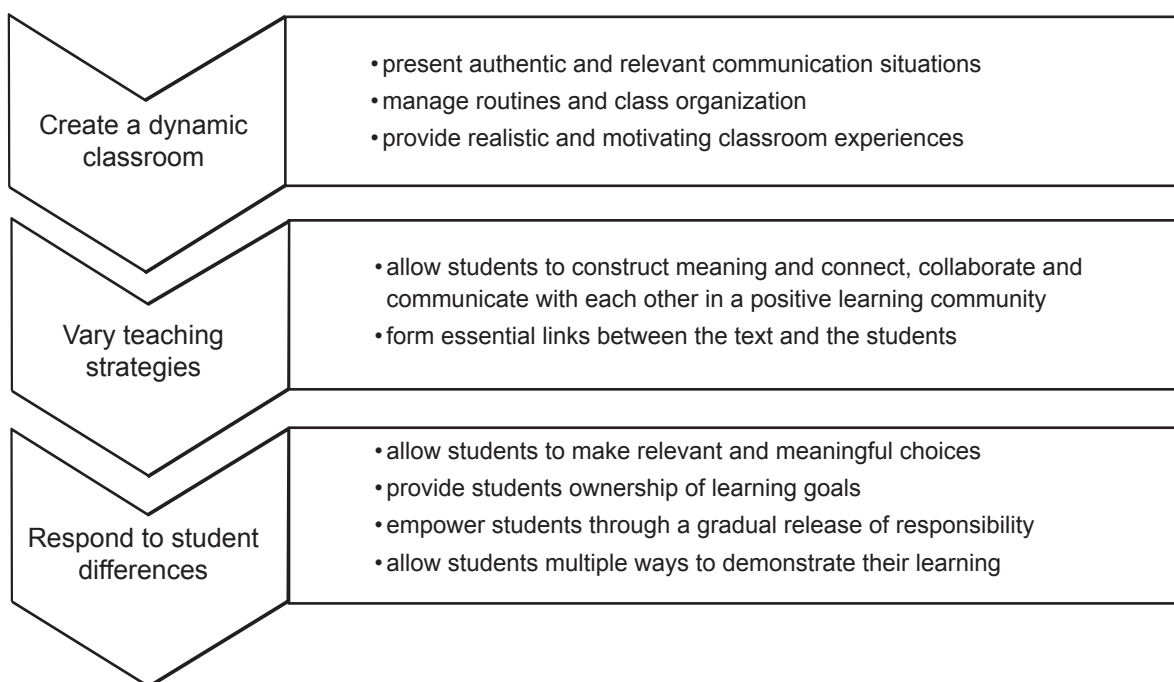 Create a dynamic
classroom
• present authentic and relevant communication situations
• manage routines and class organization
• provide realistic and motivating classroom experiences
Vary teaching
strategies
• allow students to construct meaning and connect, collaborate and
communicate with each other in a positive learning community
• form essential links between the text and the students
Respond to student
differences
• allow students to make relevant and meaningful choices
• provide students ownership of learning goals
• empower students through a gradual release of responsibility
• allow students multiple ways to demonstrate their learning